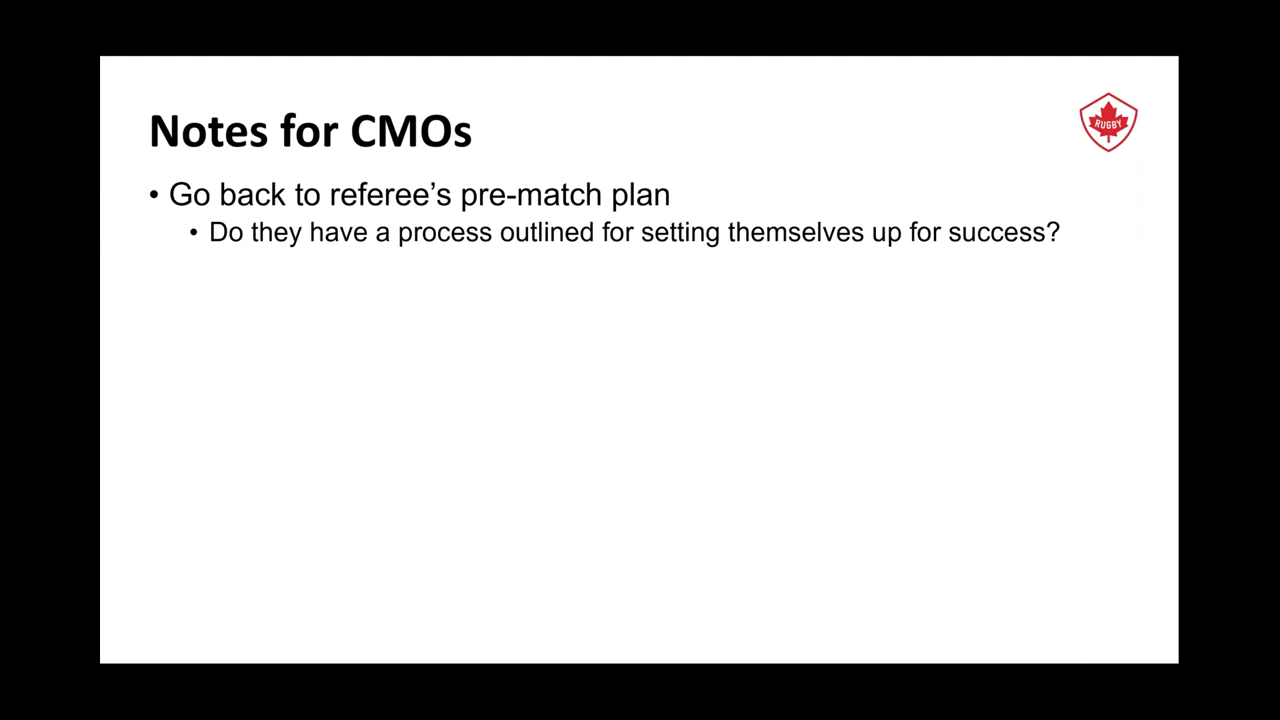 Notes for CMOs
RUGBY
• Go back to referee’s pre-match plan
• Do they have a process outlined for setting themselves up for success?